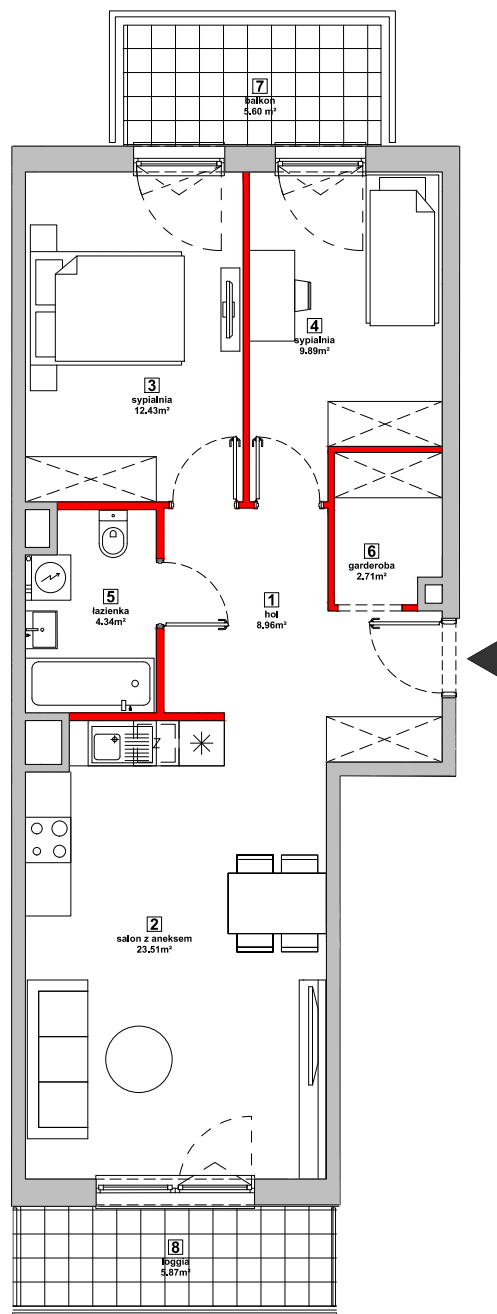 7
balkon
5.60 m²
4
sypialnia
9.89m²
3
sypialnia
12.43m²
6
garderoba
2.71m²
5
łazienka
4.34m²
1
hol
8.96m²
Z
2
salon z aneksem
23.51m²
8
loggia
5.87m²